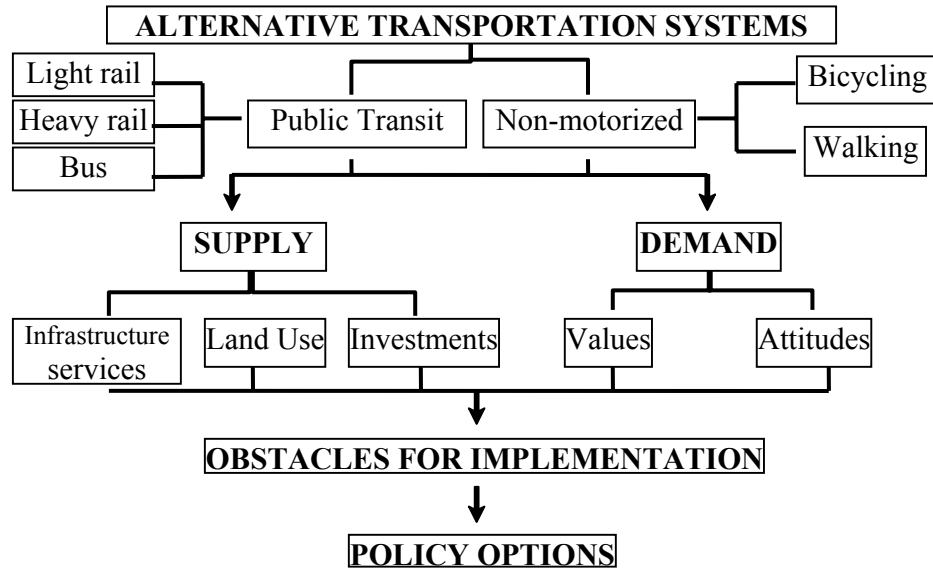 ALTERNATIVE TRANSPORTATION SYSTEMS
Light rail
Heavy rail
Bus
Public Transit
Non-motorized
Bicycling
Walking
SUPPLY
DEMAND
Infrastructure
services
Land Use
Investments
Values
Attitudes
OBSTACLES FOR IMPLEMENTATION
POLICY OPTIONS